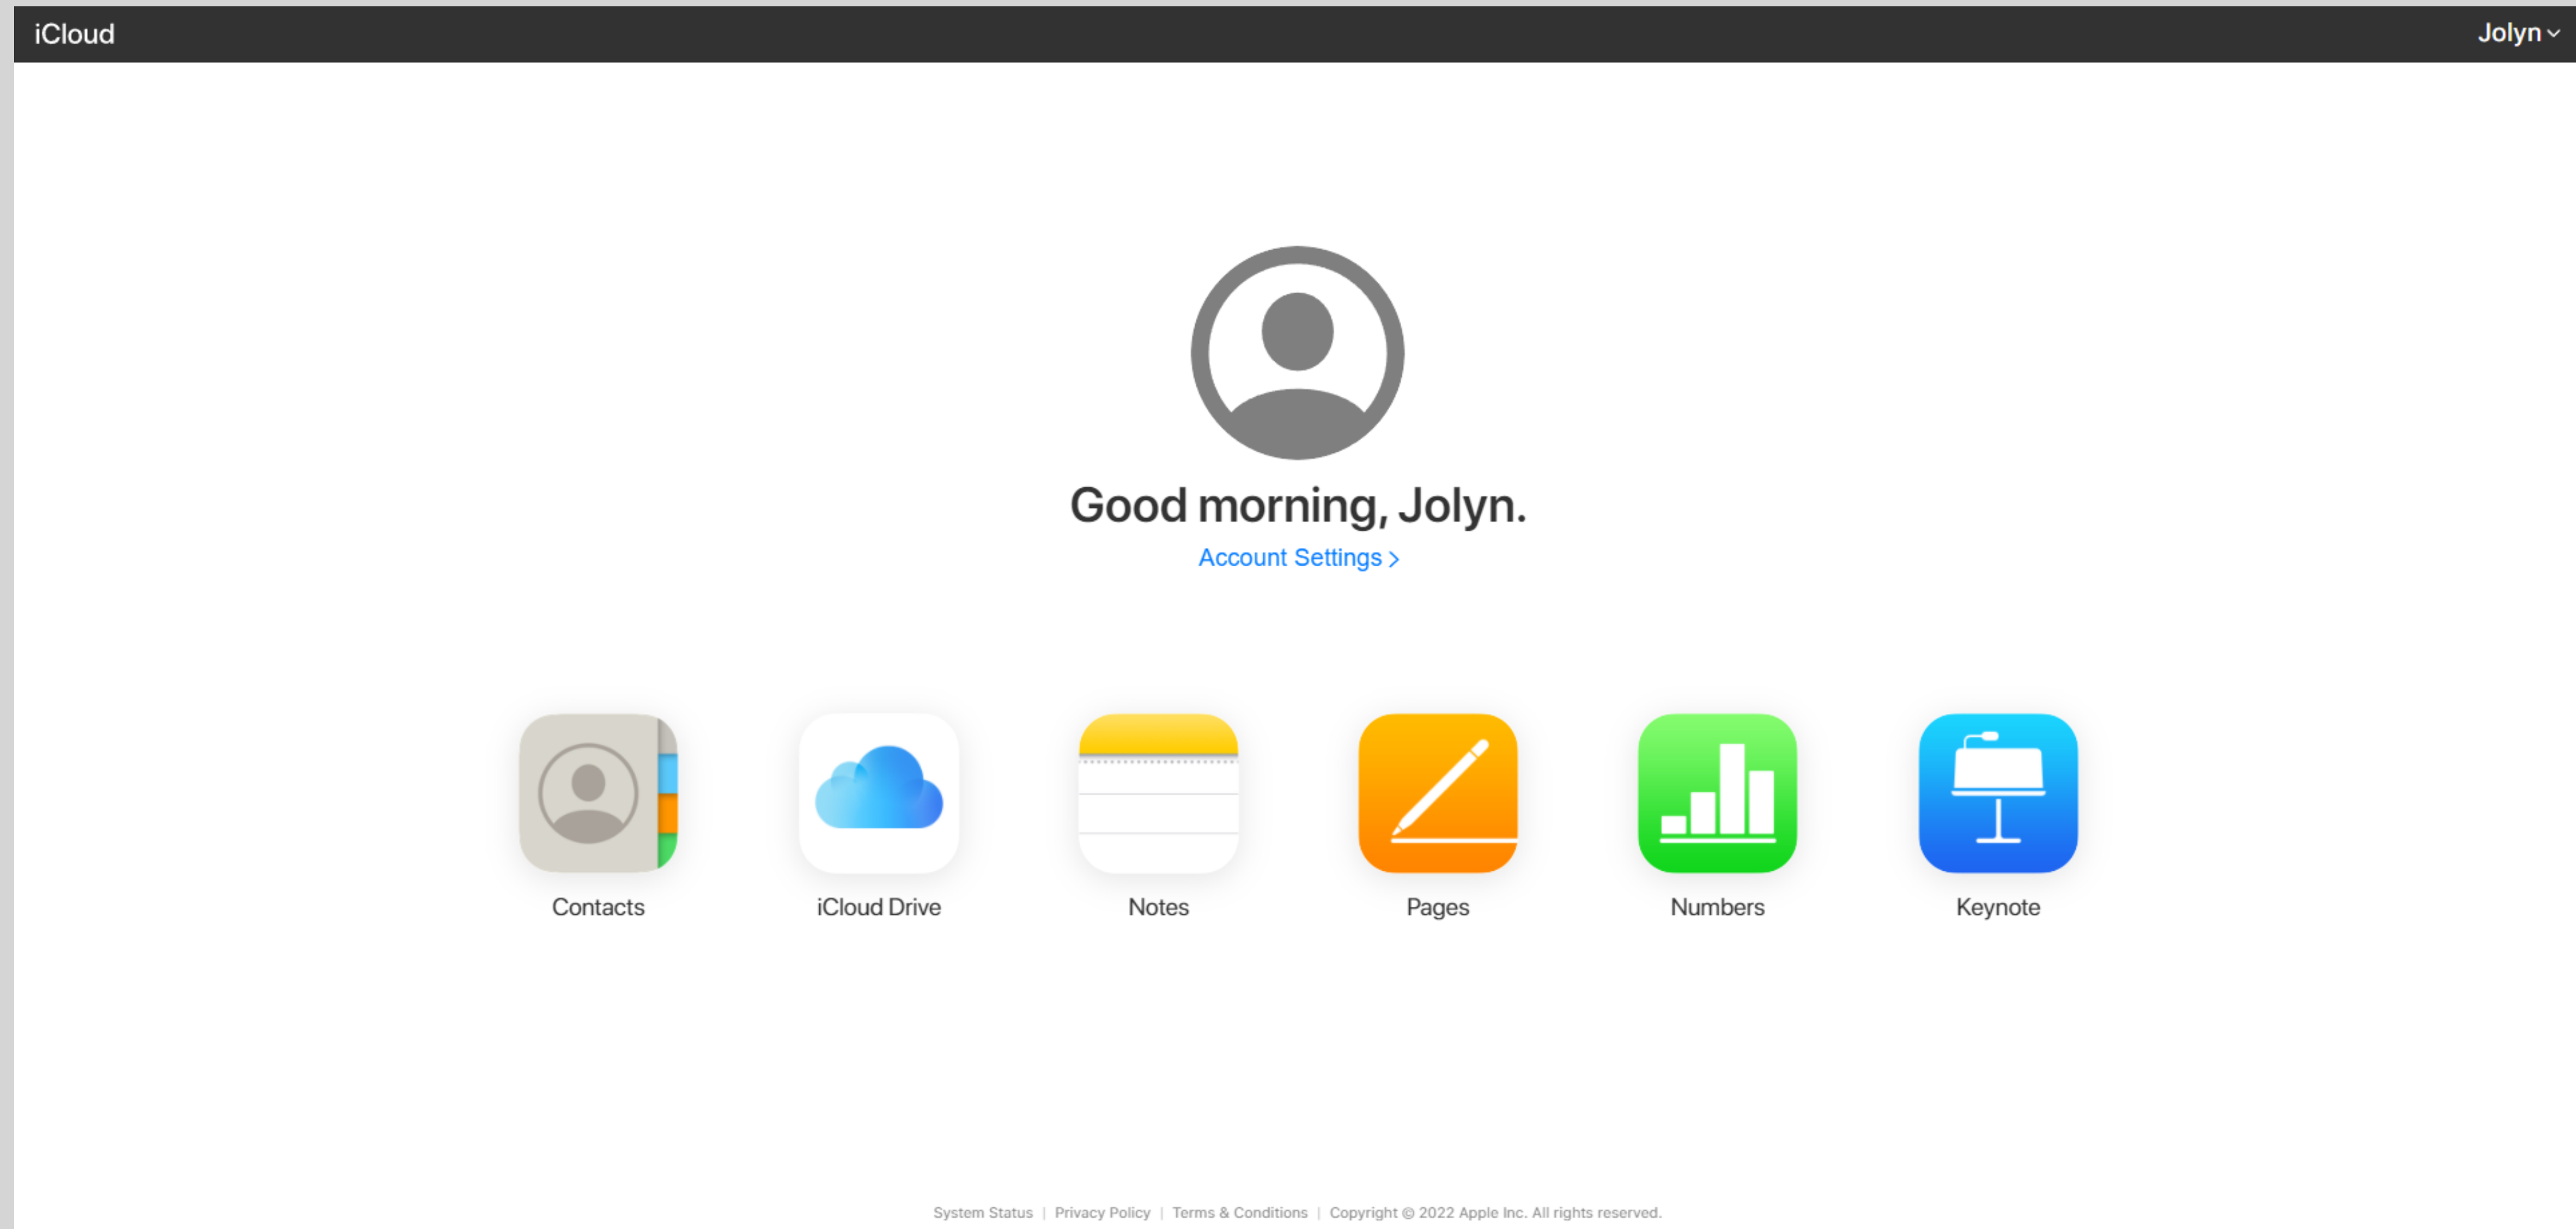 iCloud
Jolyn
Good morning, Jolyn.
Account Settings >
Contacts
iCloud Drive
Notes
Pages
Numbers
Keynote
System Status | Privacy Policy | Terms & Conditions | Copyright © 2022 Apple Inc. All rights reserved.